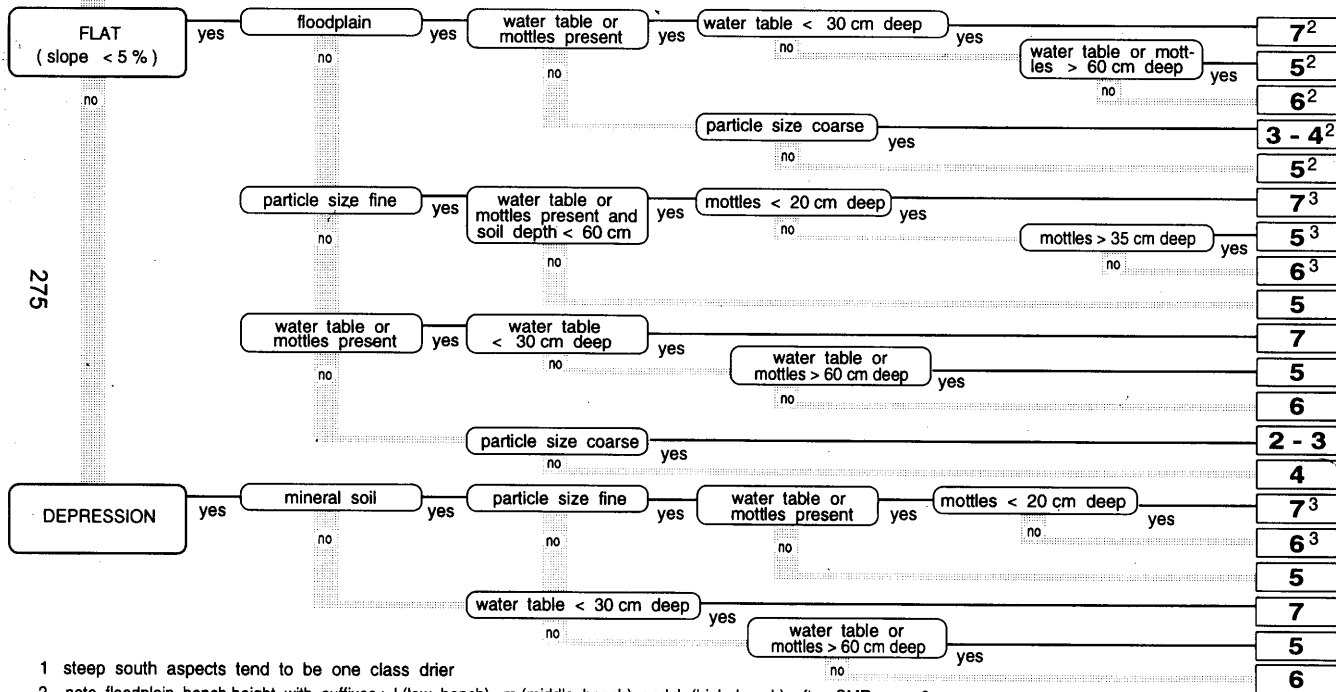 FLAT
( slope < 5 % )
yes
no
floodplain
yes
no
water table or
mottles present
yes
no
water table < 30 cm deep
yes
no
water table or mott-
les > 60 cm deep
yes
no
7²
5²
6²
particle size coarse
yes
no
3 - 4²
5²
particle size fine
yes
no
water table or
mottles present and
soil depth < 60 cm
yes
no
mottles < 20 cm deep
yes
no
mottles > 35 cm deep
yes
no
7³
5³
6³
5
275
water table or
mottles present
yes
no
water table
< 30 cm deep
yes
no
water table or
mottles > 60 cm deep
yes
no
7
5
6
particle size coarse
yes
no
2 - 3
4
DEPRESSION
yes
mineral soil
yes
no
particle size fine
yes
no
water table or
mottles present
yes
no
mottles < 20 cm deep
yes
no
7³
6³
5
water table < 30 cm deep
yes
no
water table or
mottles > 60 cm deep
yes
no
7
5
6
1 steep south aspects tend to be one class drier